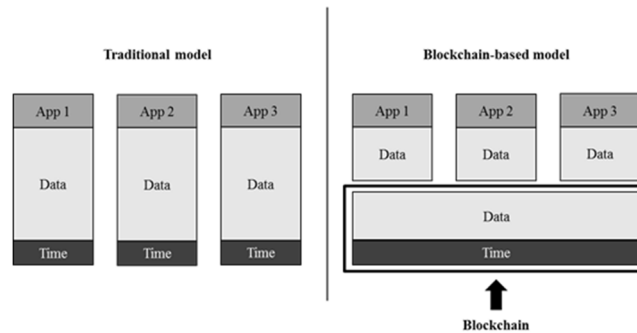 Traditional model
App 1
App 2
App 3
Data
Data
Data
Time
Time
Time
Blockchain-based model
App 1
App 2
App 3
Data
Data
Data
Data
Time
Blockchain